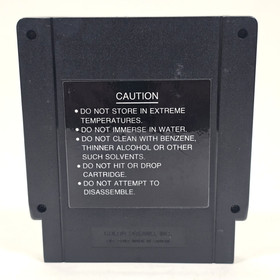 CAUTION
• DO NOT STORE IN EXTREME
TEMPERATURES.
• DO NOT IMMERSE IN WATER.
• DO NOT CLEAN WITH BENZENE,
THINNER ALCOHOL OR OTHER
SUCH SOLVENTS.
• DO NOT HIT OR DROP
CARTRIDGE.
• DO NOT ATTEMPT TO
DISASSEMBLE.